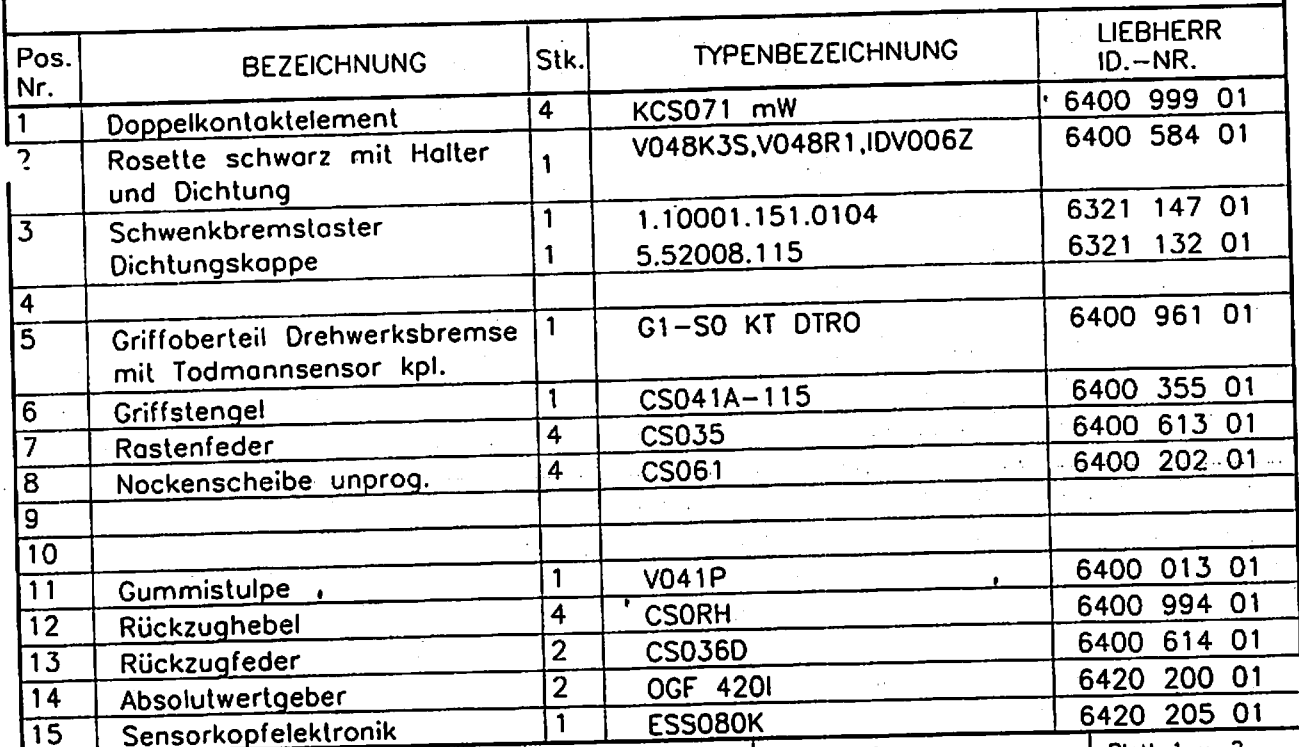 Pos. Nr. BEZEICHNUNG Stk. TYPENBEZEICHNUNG LIEBHERR ID.-NR.
1 Doppelkontaktelement 4 KCS071 mW 6400 999 01
2 Rosette schwarz mit Halter 1 V048K3S,V048R1,IDV006Z 6400 584 01
und Dichtung
3 Schwenkbremstaster 1 1.10001.151.0104 6321 147 01
Dichtungskappe 1 5.52008.115 6321 132 01
4
5 Griffoberteil Drehwerksbremse 1 G1-SO KT DTRO 6400 961 01
mit Todmannsensor kpl.
6 Griffstengel 1 CS041A-115 6400 355 01
7 Rastenfeder 4 CS035 6400 613 01
8 Nockenscheibe unprog. 4 CS061 6400 202 01
9
10
11 Gummistulpe 1 V041P 6400 013 01
12 Rückzughebel 4 CS0RH 6400 994 01
13 Rückzugfeder 2 CS036D 6400 614 01
14 Absolutwertgeber 2 OGF 420I 6420 200 01
15 Sensorkopfelektronik 1 ESS080K 6420 205 01